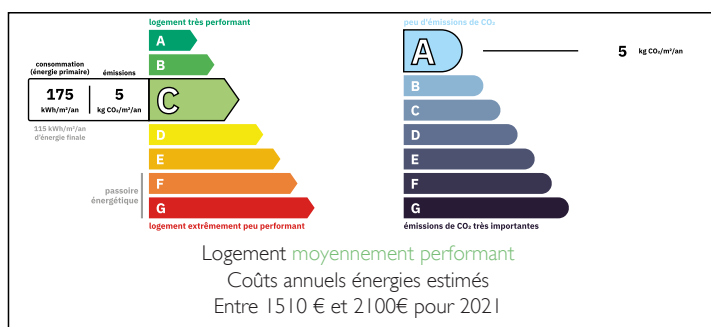 logement très performant
A
B
consommation
(énergie primaire)
émissions
175
kWh/m²/an
5
kg CO₂/m²/an
C
115 kWh/m²/an
d'énergie finale
D
E
passoire
énergétique
F
G
logement extrêmement peu performant
peu d'émissions de CO₂
A
5 kg CO₂/m²/an
B
C
D
E
F
G
émissions de CO₂ très importantes
Logement moyennement performant
Coûts annuels énergies estimés
Entre 1510 € et 2100€ pour 2021